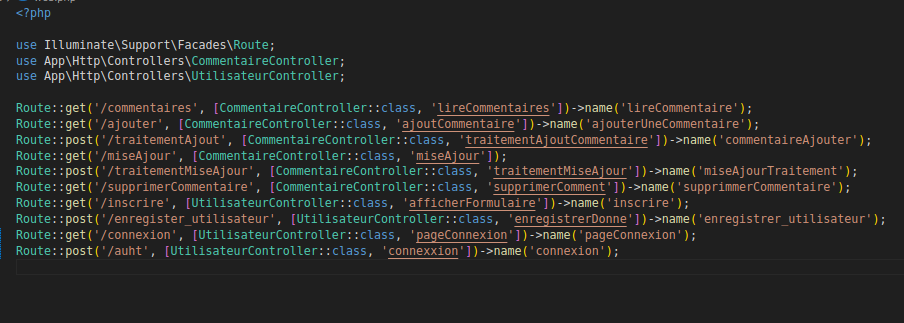 <?php
use Illuminate\Support\Facades\Route;
use App\Http\Controllers\CommentaireController;
use App\Http\Controllers\UtilisateurController;
Route::get('/commentaires', [CommentaireController::class, 'lireCommentaires'])->name('lireCommentaire');
Route::get('/ajouter', [CommentaireController::class, 'ajoutCommentaire'])->name('ajouterUneCommentaire');
Route::post('/traitementAjout', [CommentaireController::class, 'traitementAjoutCommentaire'])->name('commentaireAjouter');
Route::get('/miseAjour', [CommentaireController::class, 'miseAjour']);
Route::post('/traitementMiseAjour', [CommentaireController::class, 'traitementMiseAjour'])->name('miseAjourTraitement');
Route::get('/supprimerCommentaire', [CommentaireController::class, 'supprimerComment'])->name('supprimmerCommentaire');
Route::get('/inscrire', [UtilisateurController::class, 'afficherFormulaire'])->name('inscrire');
Route::post('/enregister_utilisateur', [UtilisateurController::class, 'enregistrerDonne'])->name('enregistrer_utilisateur');
Route::get('/connexion', [UtilisateurController::class, 'pageConnexion'])->name('pageConnexion');
Route::post('/auht', [UtilisateurController::class, 'connexxion'])->name('connexion');